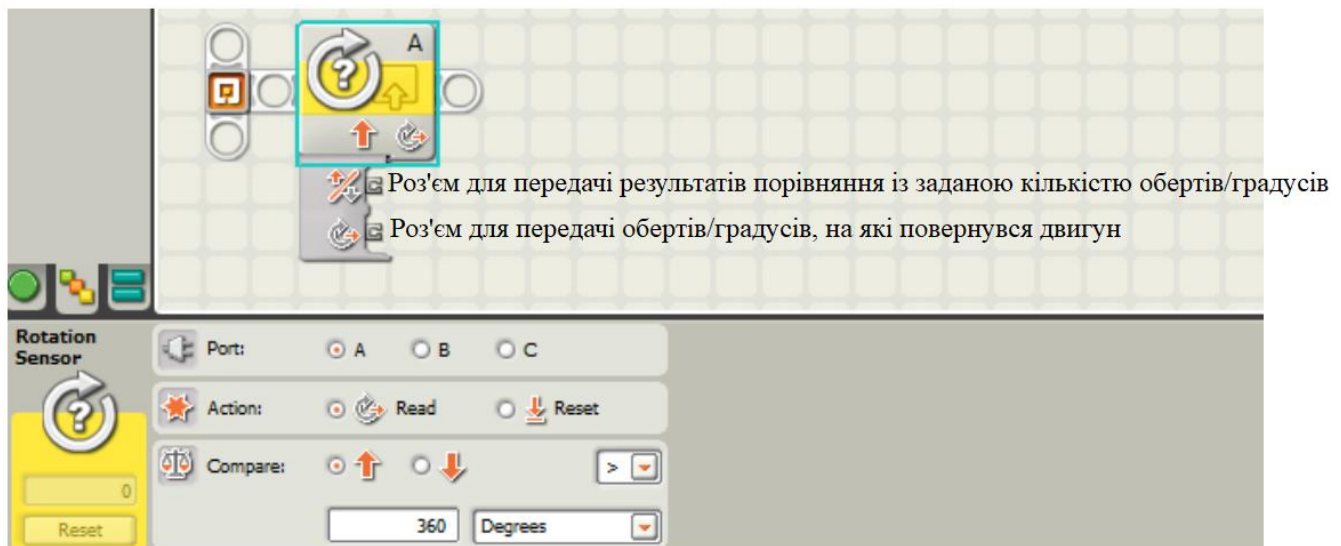 A
Роз'єм для передачі результатів порівняння із заданою кількістю обертів/градусів
Роз'єм для передачі обертів/градусів, на які повернувся двигун
Rotation
Sensor
0
Reset
Port: A B C
Action: Read Reset
Compare: >
360 Degrees